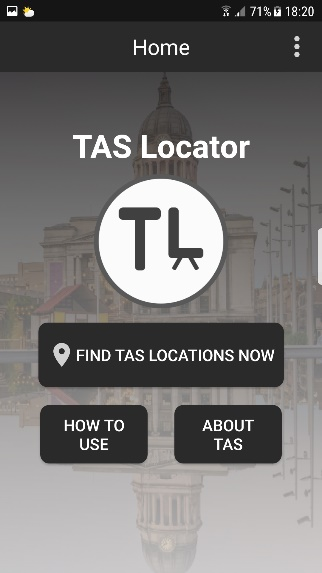 71% 18:20
Home
TAS Locator
TL
FIND TAS LOCATIONS NOW
HOW TO
USE
ABOUT
TAS